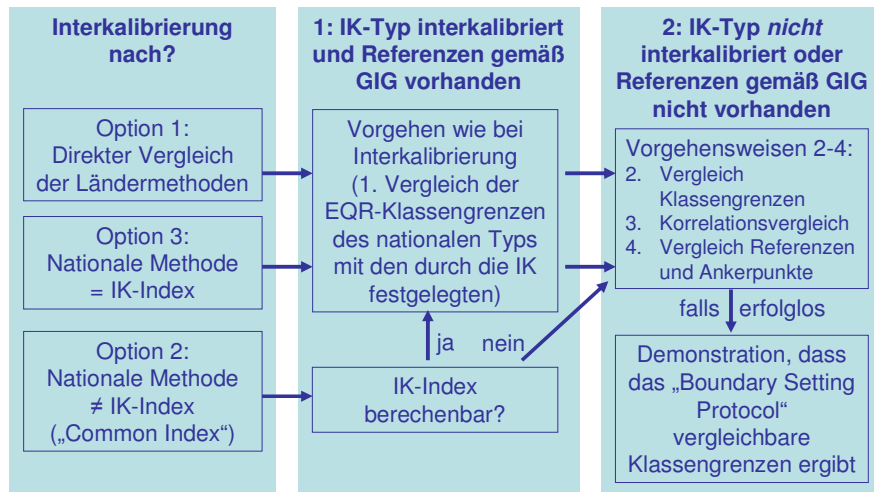 Interkalibrierung
nach?
Option 1:
Direkter Vergleich
der Ländermethoden
Option 3:
Nationale Methode
= IK-Index
Option 2:
Nationale Methode
≠ IK-Index
(„Common Index“)
1: IK-Typ interkalibriert
und Referenzen gemäß
GIG vorhanden
Vorgehen wie bei
Interkalibrierung
(1. Vergleich der
EQR-Klassengrenzen
des nationalen Typs
mit den durch die IK
festgelegten)
ja nein
IK-Index
berechenbar?
2: IK-Typ nicht
interkalibriert oder
Referenzen gemäß GIG
nicht vorhanden
Vorgehensweisen 2-4:
2. Vergleich
Klassengrenzen
3. Korrelationsvergleich
4. Vergleich Referenzen
und Ankerpunkte
falls erfolglos
Demonstration, dass
das „Boundary Setting
Protocol“
vergleichbare
Klassengrenzen ergibt